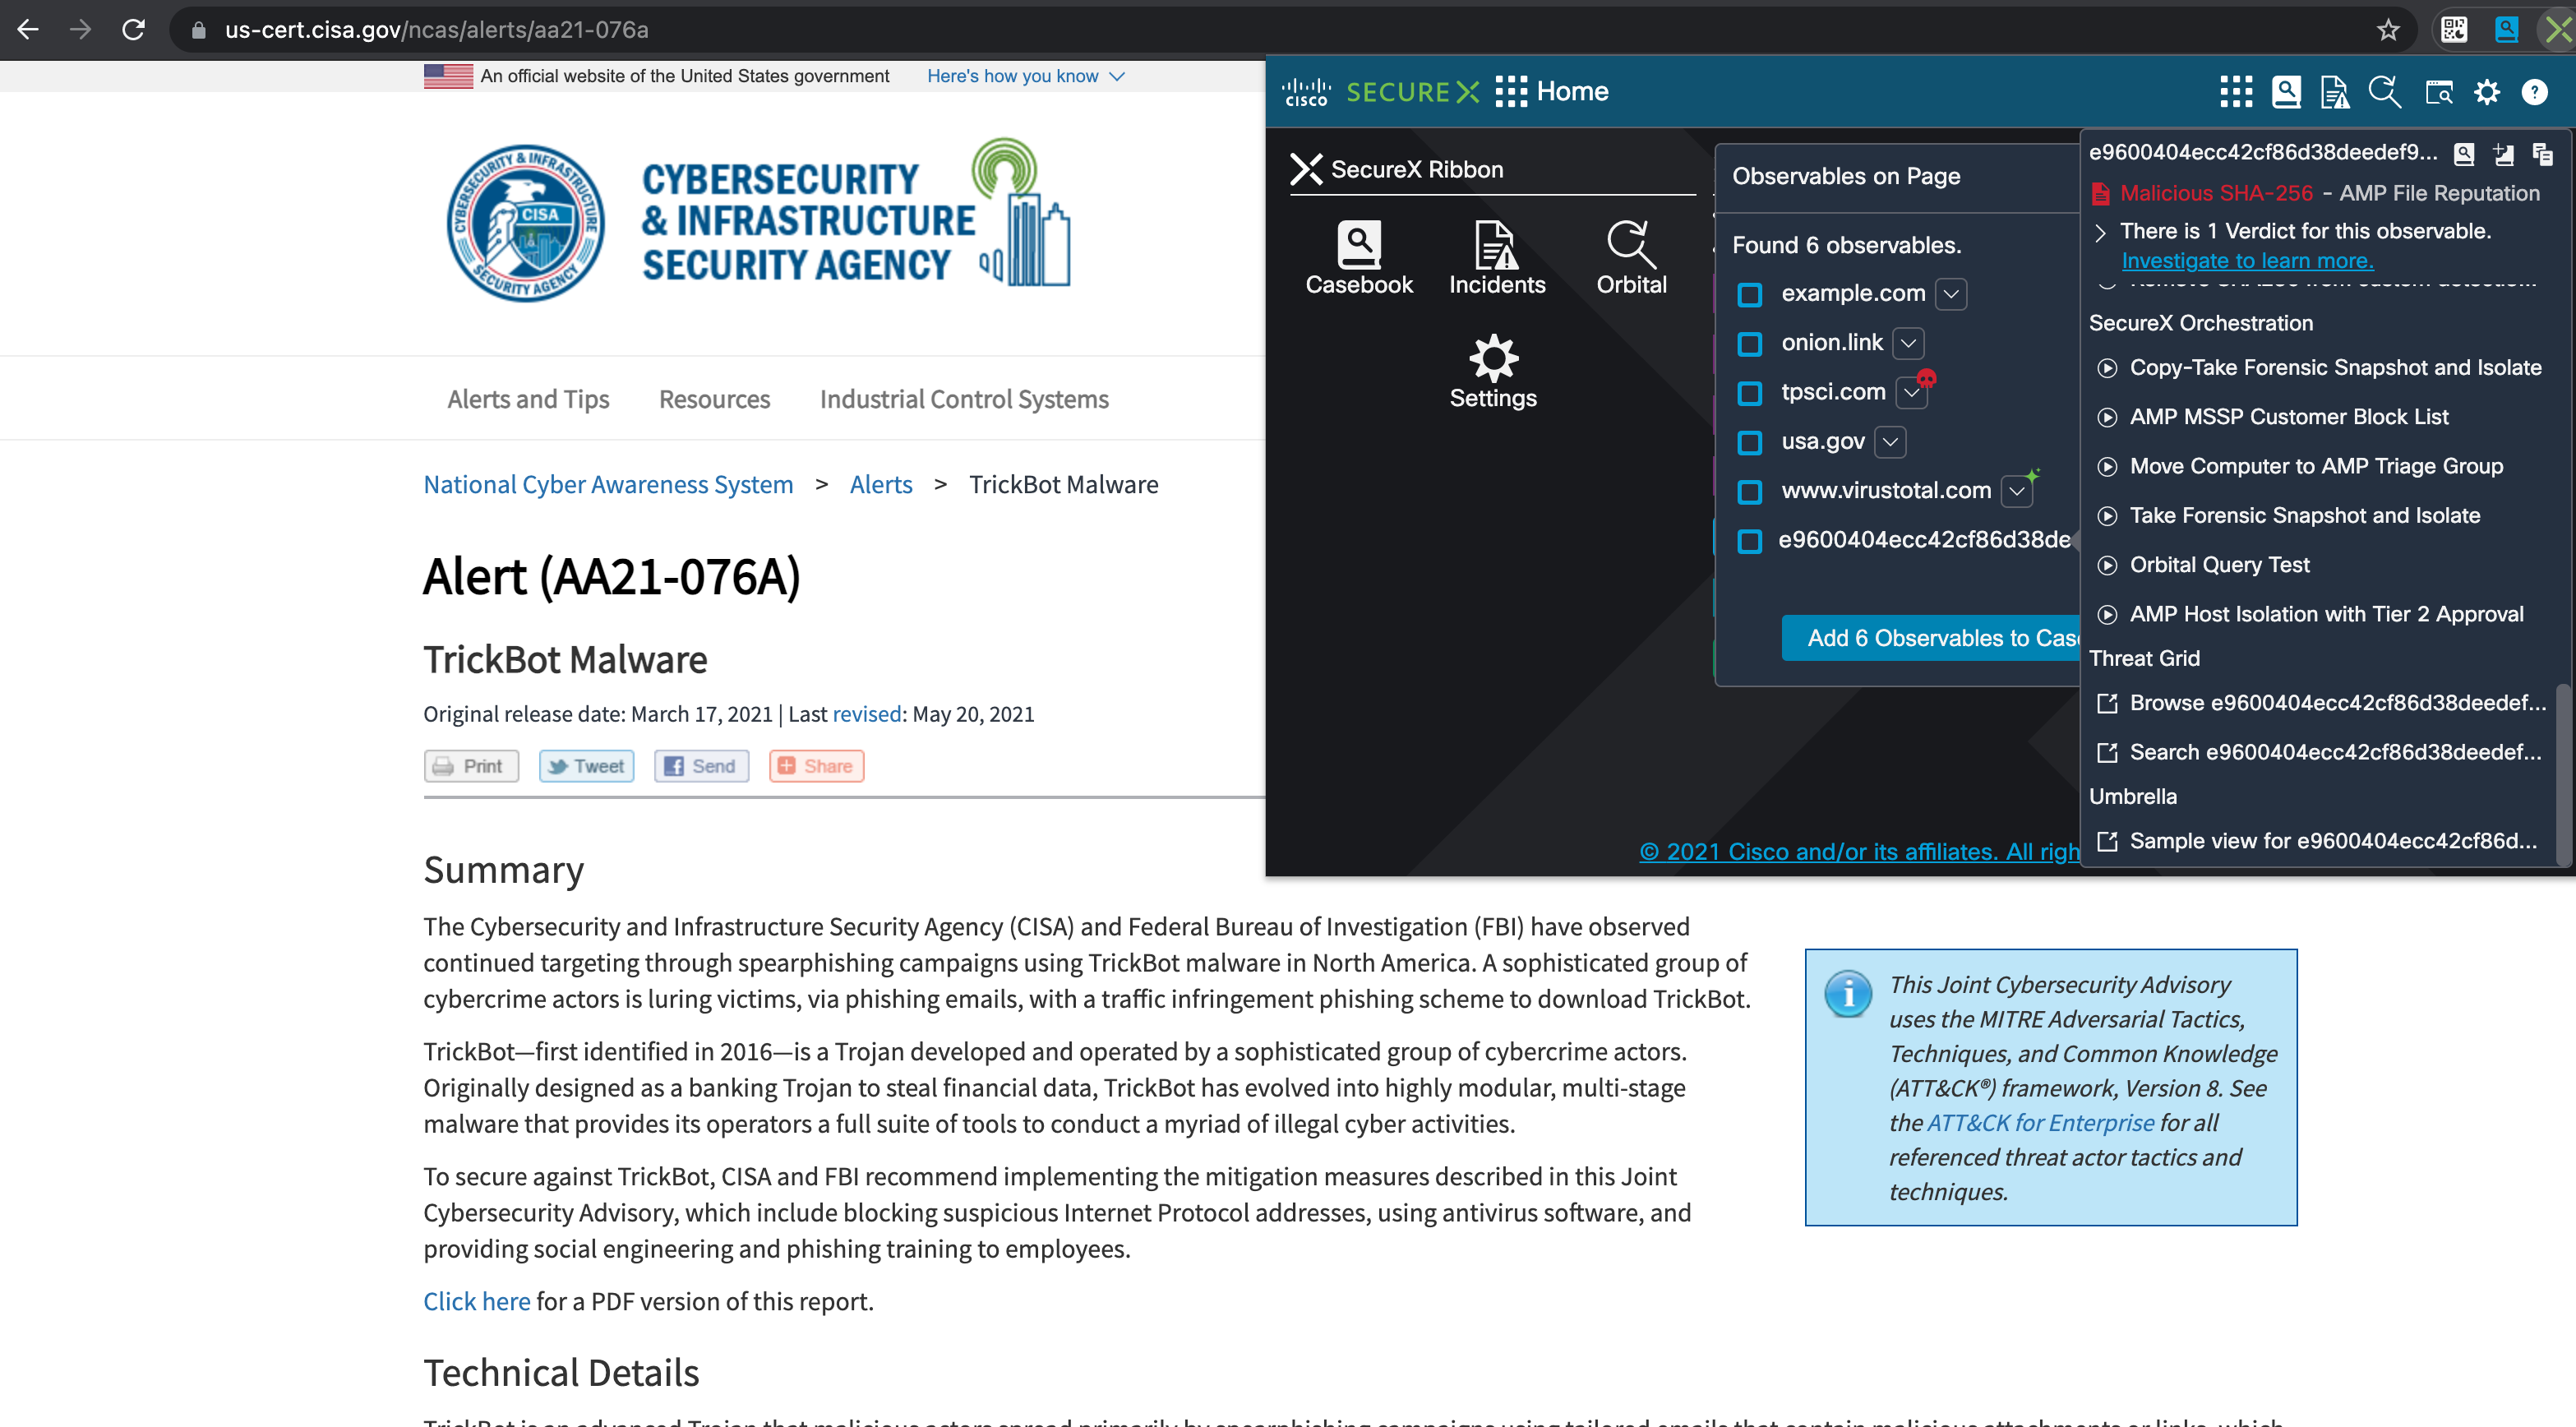 us-cert.cisa.gov/ncas/alerts/aa21-076a
An official website of the United States government
Here's how you know
CYBERSECURITY
& INFRASTRUCTURE
SECURITY AGENCY
CYBERSECURITY & INFRASTRUCTURE
CISA
SECURITY AGENCY
Alerts and Tips
Resources
Industrial Control Systems
National Cyber Awareness System > Alerts > TrickBot Malware
Alert (AA21-076A)
TrickBot Malware
Original release date: March 17, 2021 | Last revised: May 20, 2021
Print
Tweet
Send
Share
Summary
The Cybersecurity and Infrastructure Security Agency (CISA) and Federal Bureau of Investigation (FBI) have observed
continued targeting through spearphishing campaigns using TrickBot malware in North America. A sophisticated group of
cybercrime actors is luring victims, via phishing emails, with a traffic infringement phishing scheme to download TrickBot.
TrickBot—first identified in 2016—is a Trojan developed and operated by a sophisticated group of cybercrime actors.
Originally designed as a banking Trojan to steal financial data, TrickBot has evolved into highly modular, multi-stage
malware that provides its operators a full suite of tools to conduct a myriad of illegal cyber activities.
To secure against TrickBot, CISA and FBI recommend implementing the mitigation measures described in this Joint
Cybersecurity Advisory, which include blocking suspicious Internet Protocol addresses, using antivirus software, and
providing social engineering and phishing training to employees.
Click here for a PDF version of this report.
Technical Details
This Joint Cybersecurity Advisory
uses the MITRE Adversarial Tactics,
Techniques, and Common Knowledge
(ATT&CK®) framework, Version 8. See
the ATT&CK for Enterprise for all
referenced threat actor tactics and
techniques.
CISCO
SECURE X
Home
SecureX Ribbon
Casebook
Incidents
Orbital
Settings
Observables on Page
Found 6 observables.
example.com
onion.link
tpsci.com
usa.gov
www.virustotal.com
e9600404ecc42cf86d38de
Add 6 Observables to Cas
© 2021 Cisco and/or its affiliates. All righ
e9600404ecc42cf86d38deedef9...
Malicious SHA-256 - AMP File Reputation
There is 1 Verdict for this observable.
Investigate to learn more.
SecureX Orchestration
Copy-Take Forensic Snapshot and Isolate
AMP MSSP Customer Block List
Move Computer to AMP Triage Group
Take Forensic Snapshot and Isolate
Orbital Query Test
AMP Host Isolation with Tier 2 Approval
Threat Grid
Browse e9600404ecc42cf86d38deedef...
Search e9600404ecc42cf86d38deedef...
Umbrella
Sample view for e9600404ecc42cf86d...